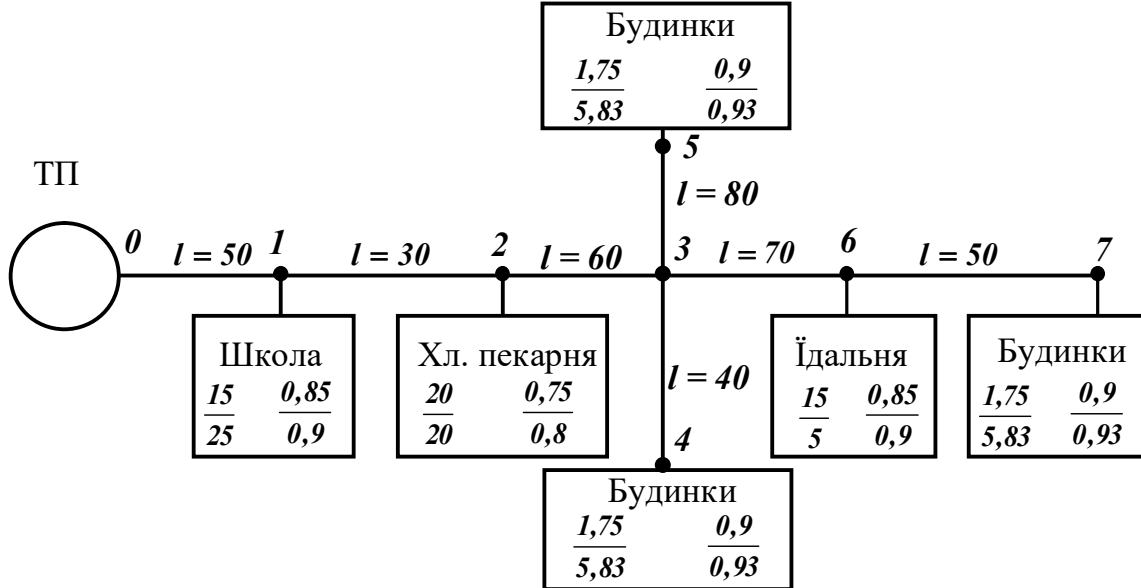 Будинки
1,75 0,9
5,83 0,93
5
ТП
l = 80
0 l = 50 1 l = 30 2 l = 60 3 l = 70 6 l = 50 7
Школа
15 0,85
25 0,9
Хл. пекарня
20 0,75
20 0,8
l = 40
Їдальня
15 0,85
5 0,9
Будинки
1,75 0,9
5,83 0,93
4
Будинки
1,75 0,9
5,83 0,93